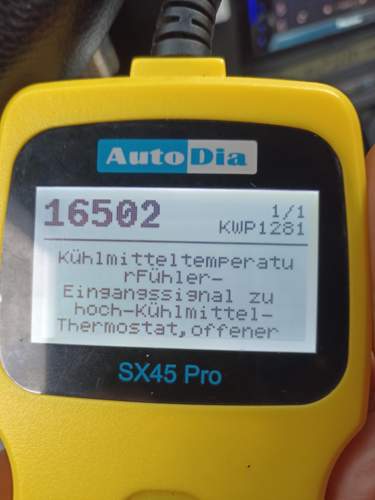 AutoDia
16502
1/1
KWP1281
Kühlmitteltemperatu
rFühler-
Eingangssignal zu
hoch-Kühlmittel-
Thermostat,offener
SX45 Pro